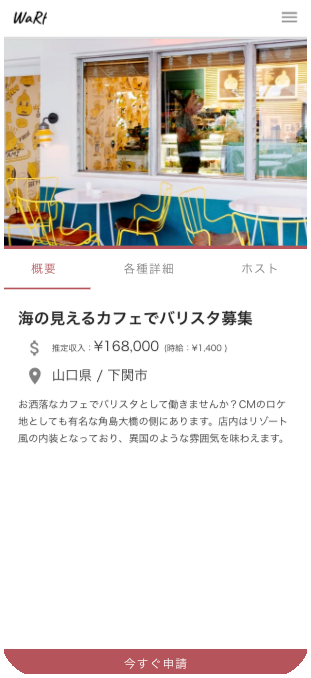 WaRt
概要
各種詳細
ホスト
海の見えるカフェでバリスタ募集
推定収入:¥168,000 (時給:¥1,400 )
山口県 / 下関市
お洒落なカフェでバリスタとして働きませんか?CMのロケ
地としても有名な角島大橋の側にあります。店内はリゾート
風の内装となっており、異国のような雰囲気を味わえます。
今すぐ申請